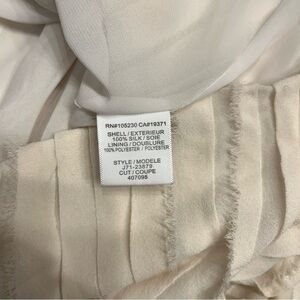 RN#105230 CA#19371
SHELL / EXTERIEUR
100% SILK / SOIE
LINING / DOUBLURE
100% POLYESTER / POLYESTER
STYLE / MODELE
J71-23879
CUT / COUPE
407095